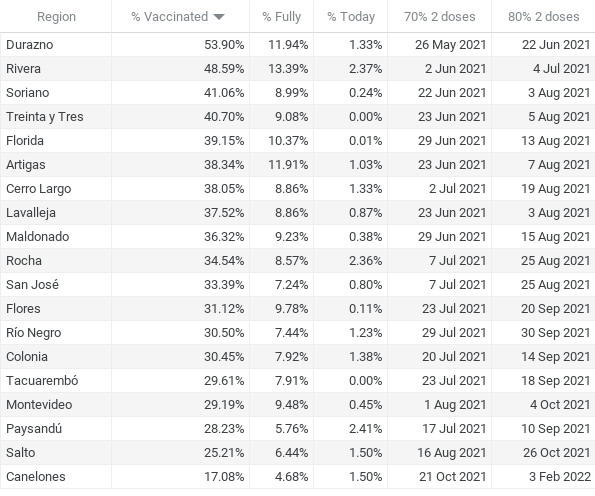 Region % Vaccinated % Fully % Today 70% 2 doses 80% 2 doses
Durazno 53.90% 11.94% 1.33% 26 May 2021 22 Jun 2021
Rivera 48.59% 13.39% 2.37% 2 Jun 2021 4 Jul 2021
Soriano 41.06% 8.99% 0.24% 22 Jun 2021 3 Aug 2021
Treinta y Tres 40.70% 9.08% 0.00% 23 Jun 2021 5 Aug 2021
Florida 39.15% 10.37% 0.01% 29 Jun 2021 13 Aug 2021
Artigas 38.34% 11.91% 1.03% 23 Jun 2021 7 Aug 2021
Cerro Largo 38.05% 8.86% 1.33% 2 Jul 2021 19 Aug 2021
Lavalleja 37.52% 8.86% 0.87% 23 Jun 2021 3 Aug 2021
Maldonado 36.32% 9.23% 0.38% 29 Jun 2021 15 Aug 2021
Rocha 34.54% 8.57% 2.36% 7 Jul 2021 25 Aug 2021
San José 33.39% 7.24% 0.80% 7 Jul 2021 25 Aug 2021
Flores 31.12% 9.78% 0.11% 23 Jul 2021 20 Sep 2021
Río Negro 30.50% 7.44% 1.23% 29 Jul 2021 30 Sep 2021
Colonia 30.45% 7.92% 1.38% 20 Jul 2021 14 Sep 2021
Tacuarembó 29.61% 7.91% 0.00% 23 Jul 2021 18 Sep 2021
Montevideo 29.19% 9.48% 0.45% 1 Aug 2021 4 Oct 2021
Paysandú 28.23% 5.76% 2.41% 17 Jul 2021 10 Sep 2021
Salto 25.21% 6.44% 1.50% 16 Aug 2021 26 Oct 2021
Canelones 17.08% 4.68% 1.50% 21 Oct 2021 3 Feb 2022